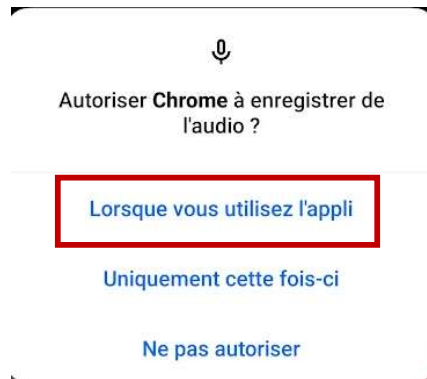 Autoriser Chrome à enregistrer de
l'audio ?
Lorsque vous utilisez l'appli
Uniquement cette fois-ci
Ne pas autoriser